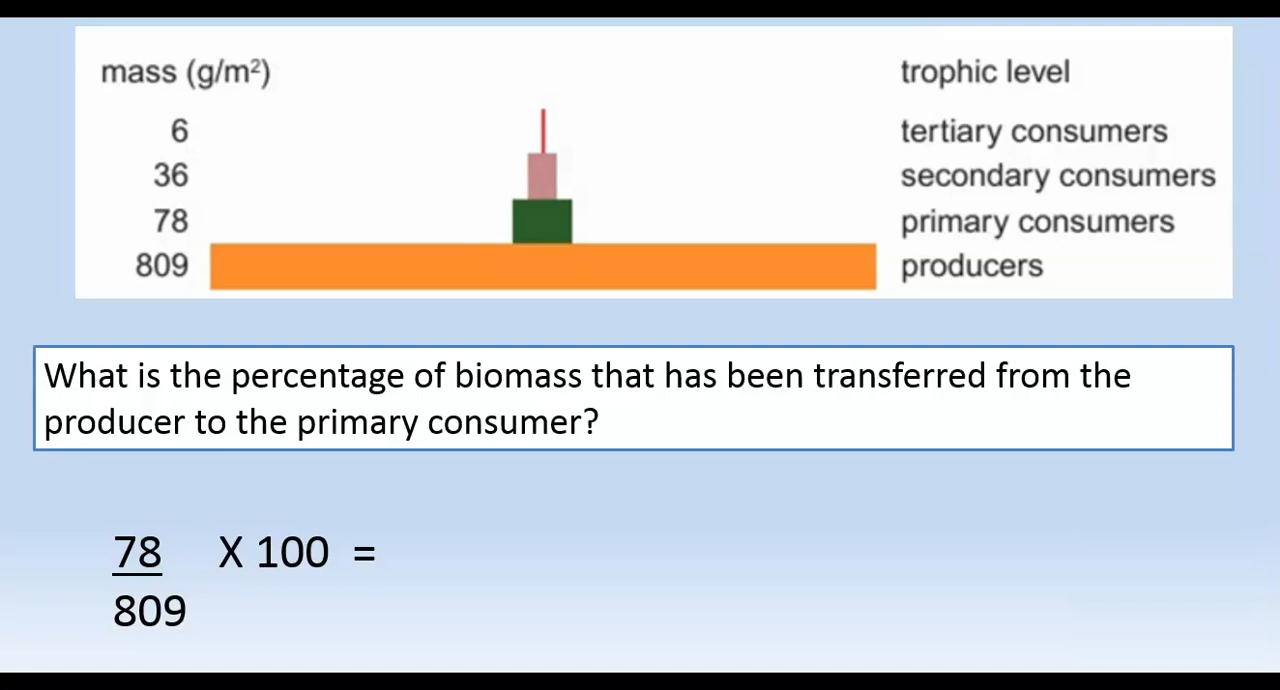 mass (g/m²) trophic level
6 tertiary consumers
36 secondary consumers
78 primary consumers
809 producers
What is the percentage of biomass that has been transferred from the
producer to the primary consumer?
78 X 100 =
809